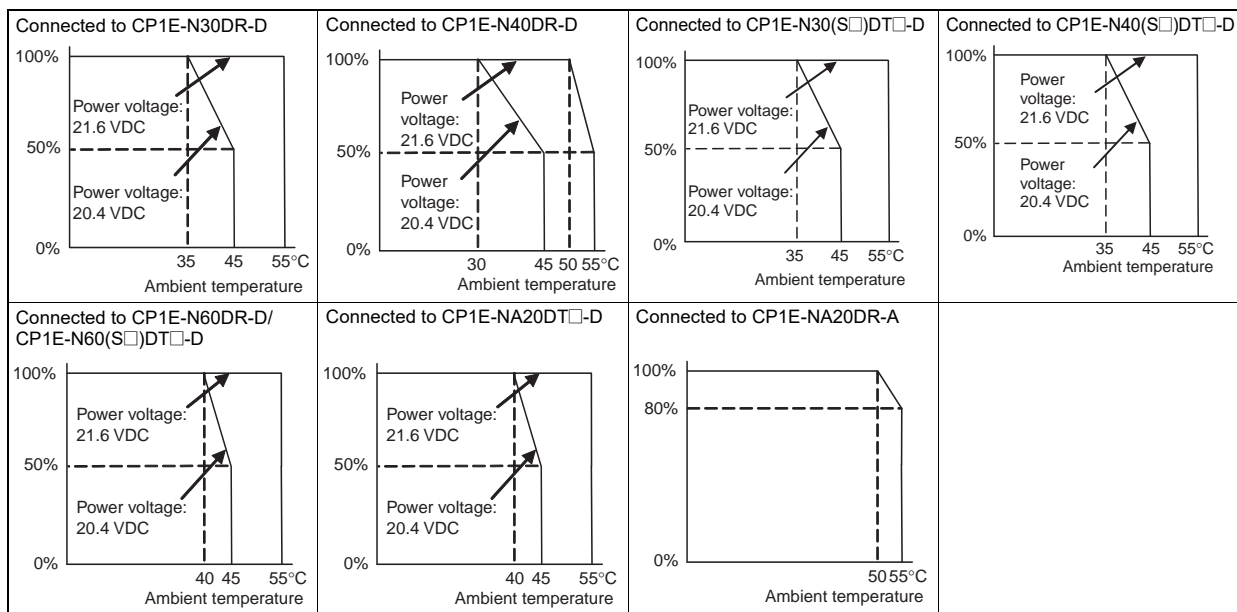 Connected to CP1E-N30DR-D
100%
Power voltage:
21.6 VDC
50%
Power voltage:
20.4 VDC
0%
35 45 55°C
Ambient temperature
Connected to CP1E-N40DR-D
100%
Power
voltage:
21.6 VDC
50%
Power
voltage:
20.4 VDC
0%
30 45 50 55°C
Ambient temperature
Connected to CP1E-N30(S□)DT□-D
100%
Power voltage:
21.6 VDC
50%
Power voltage:
20.4 VDC
0%
35 45 55°C
Ambient temperature
Connected to CP1E-N40(S□)DT□-D
100%
Power
voltage:
21.6 VDC
50%
Power
voltage:
20.4 VDC
0%
35 45 55°C
Ambient temperature
Connected to CP1E-N60DR-D/
CP1E-N60(S□)DT□-D
100%
Power voltage:
21.6 VDC
50%
Power voltage:
20.4 VDC
0%
40 45 55°C
Ambient temperature
Connected to CP1E-NA20DT□-D
100%
Power voltage:
21.6 VDC
50%
Power voltage:
20.4 VDC
0%
40 45 55°C
Ambient temperature
Connected to CP1E-NA20DR-A
100%
80%
0%
50 55°C
Ambient temperature